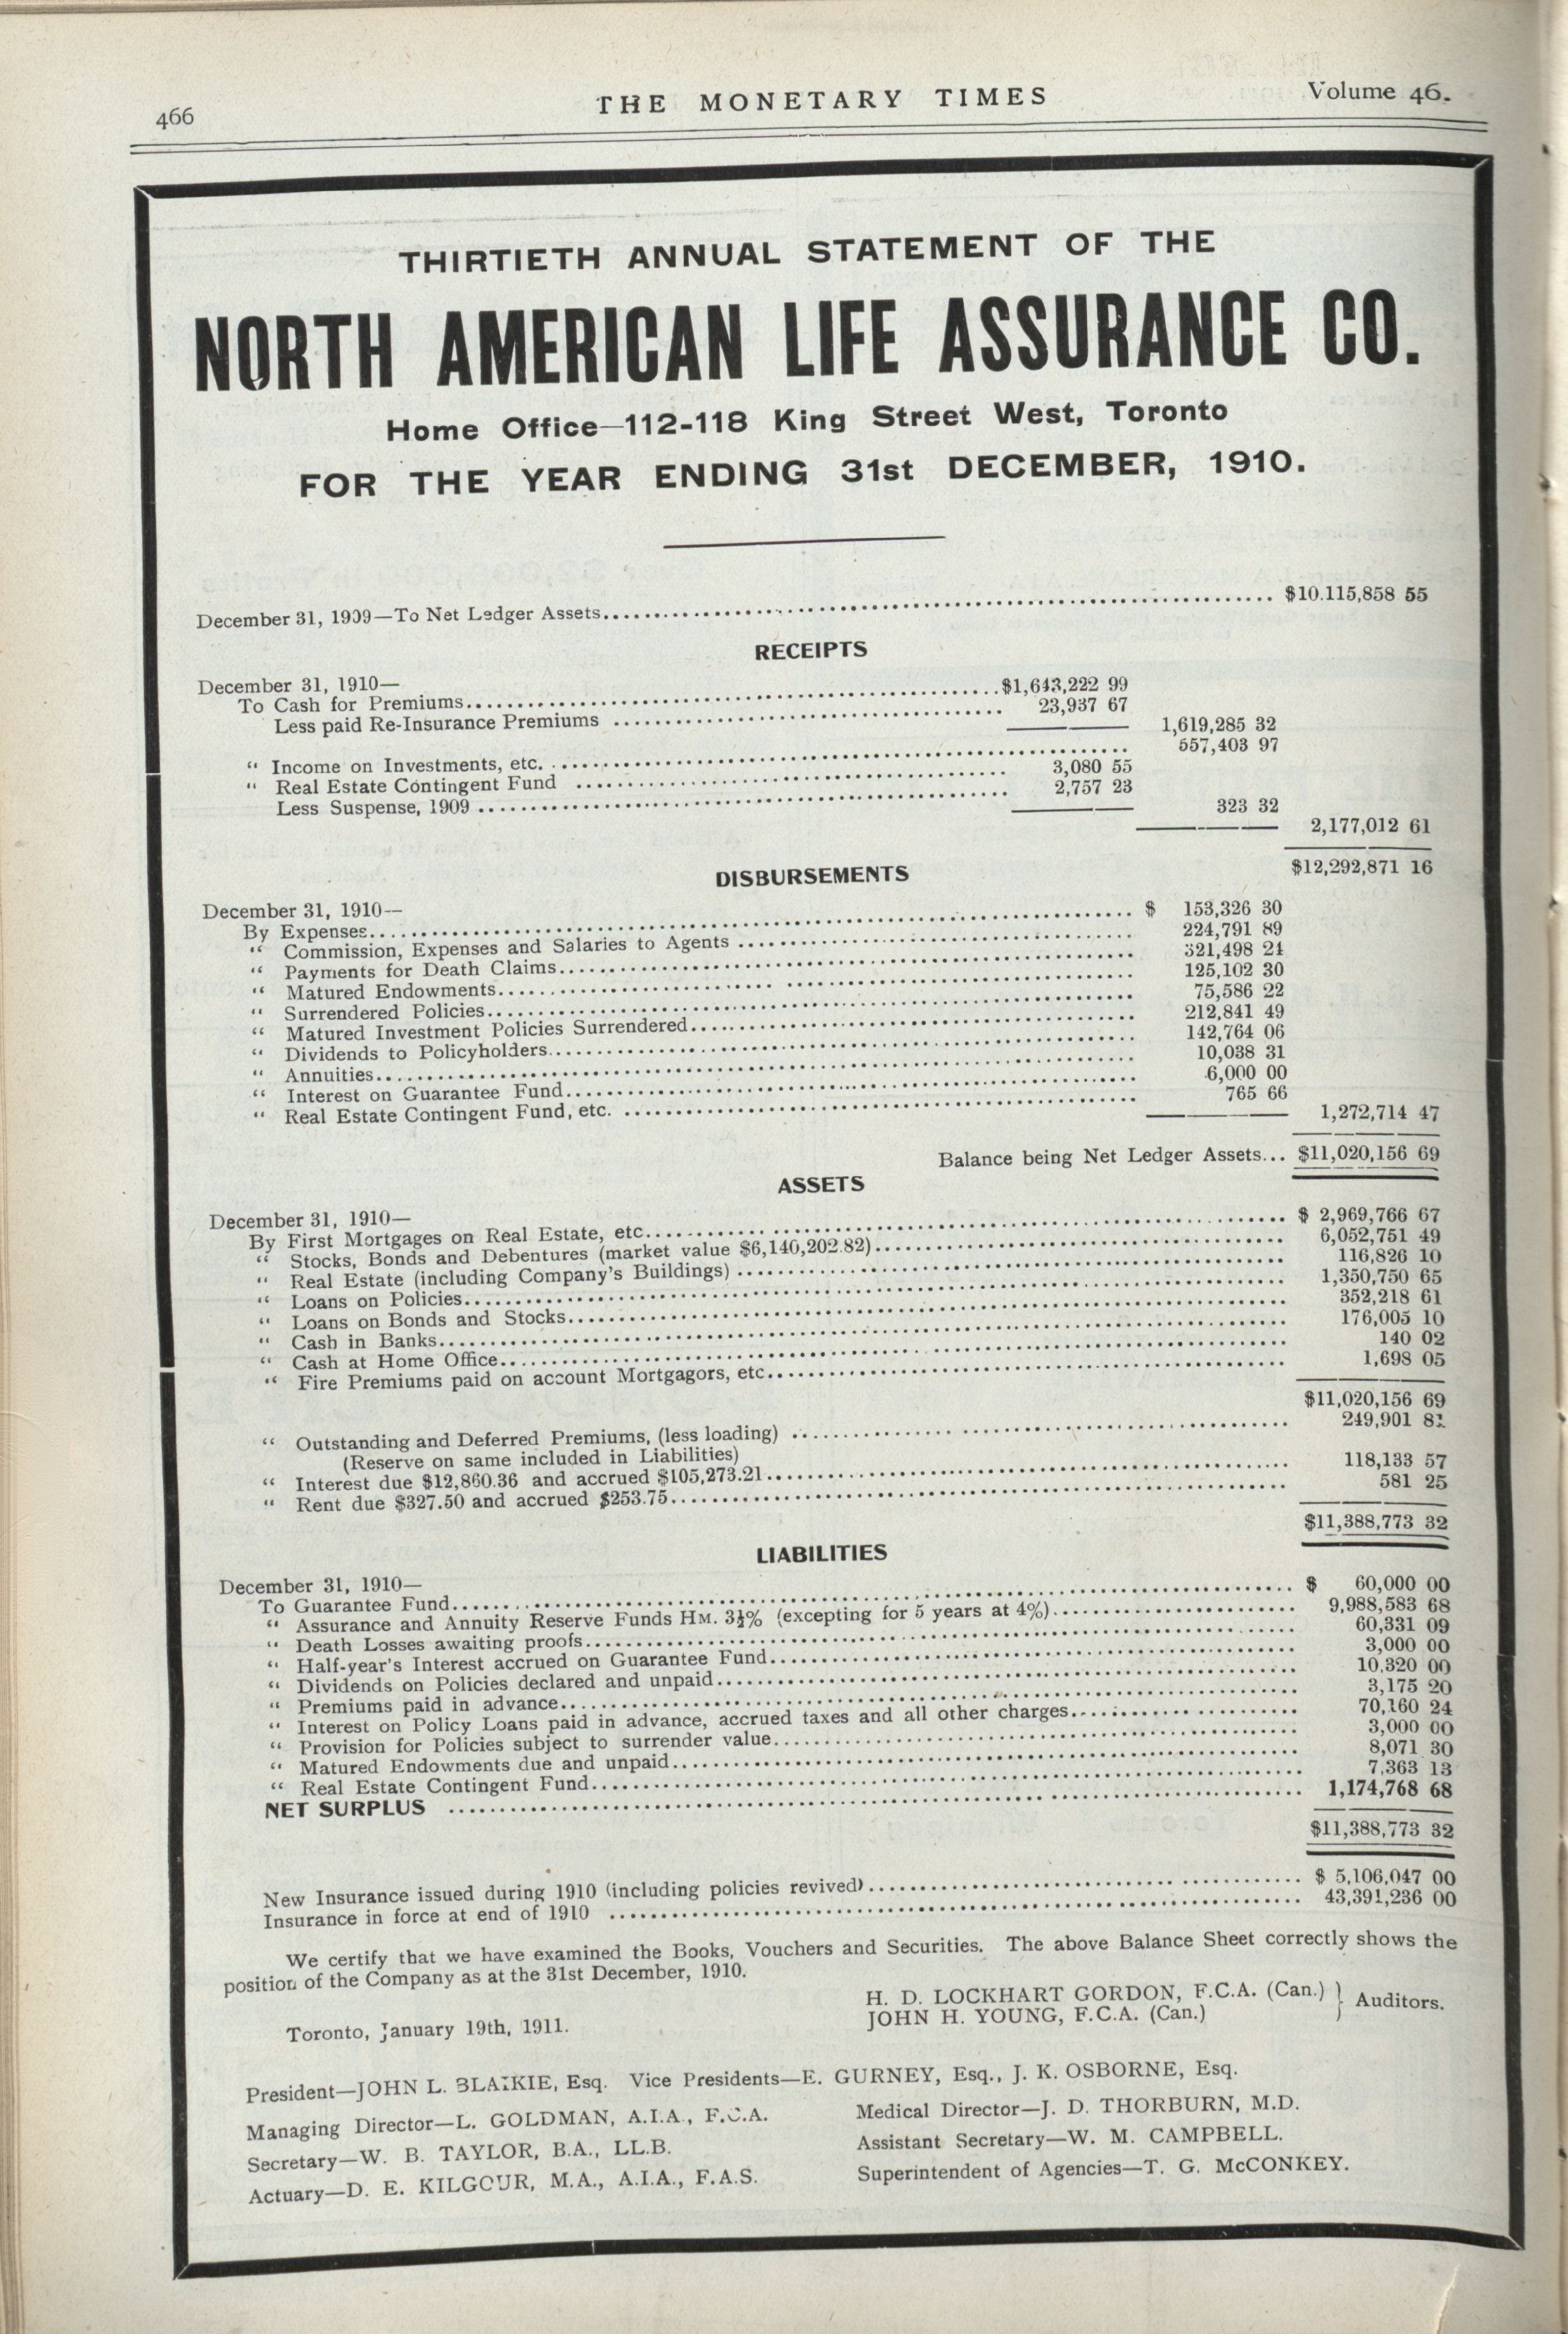 466
THE MONETARY TIMES
Volume 46.
THIRTIETH ANNUAL STATEMENT OF THE
NORTH AMERICAN LIFE ASSURANCE CO.
Home Office—112-118 King Street West, Toronto
FOR THE YEAR ENDING 31st DECEMBER, 1910.
December 31, 1909—To Net Ledger Assets $10.115,858 55
RECEIPTS
December 31, 1910—
To Cash for Premiums $1,643,222 99
Less paid Re-Insurance Premiums 23,937 67
1,619,285 32
" Income on Investments, etc. 557,403 97
" Real Estate Contingent Fund 3,080 55
Less Suspense, 1909 2,757 23
323 32
2,177,012 61
$12,292,871 16
DISBURSEMENTS
December 31, 1910—
By Expenses $ 153,326 30
" Commission, Expenses and Salaries to Agents 224,791 89
" Payments for Death Claims 321,498 24
" Matured Endowments 125,102 30
" Surrendered Policies 75,586 22
" Matured Investment Policies Surrendered 212,841 49
" Dividends to Policyholders 142,764 06
" Annuities 10,038 31
" Interest on Guarantee Fund 6,000 00
" Real Estate Contingent Fund, etc. 765 66
1,272,714 47
Balance being Net Ledger Assets... $11,020,156 69
ASSETS
December 31, 1910—
By First Mortgages on Real Estate, etc. $ 2,969,766 67
" Stocks, Bonds and Debentures (market value $6,140,202.82) 6,052,751 49
" Real Estate (including Company's Buildings) 116,826 10
" Loans on Policies 1,350,750 65
" Loans on Bonds and Stocks 352,218 61
" Cash in Banks 176,005 10
" Cash at Home Office 140 02
" Fire Premiums paid on account Mortgagors, etc. 1,698 05
$11,020,156 69
" Outstanding and Deferred Premiums, (less loading) 249,901 81
(Reserve on same included in Liabilities)
" Interest due $12,860.36 and accrued $105,273.21 118,133 57
" Rent due $327.50 and accrued $253.75 581 25
$11,388,773 32
LIABILITIES
December 31, 1910—
To Guarantee Fund $ 60,000 00
" Assurance and Annuity Reserve Funds HM. 3½% (excepting for 5 years at 4%) 9,988,583 68
" Death Losses awaiting proofs 60,331 09
" Half-year's Interest accrued on Guarantee Fund 3,000 00
" Dividends on Policies declared and unpaid 10.320 00
" Premiums paid in advance 3,175 20
" Interest on Policy Loans paid in advance, accrued taxes and all other charges 70,160 24
" Provision for Policies subject to surrender value 3,000 00
" Matured Endowments due and unpaid 8,071 30
" Real Estate Contingent Fund 7,363 13
NET SURPLUS 1,174,768 68
$11,388,773 32
New Insurance issued during 1910 (including policies revived) $ 5,106,047 00
Insurance in force at end of 1910 43,391,236 00
We certify that we have examined the Books, Vouchers and Securities. The above Balance Sheet correctly shows the
position of the Company as at the 31st December, 1910.
H. D. LOCKHART GORDON, F.C.A. (Can.) } Auditors.
JOHN H. YOUNG, F.C.A. (Can.)
Toronto, January 19th, 1911.
President—JOHN L. BLAIKIE, Esq. Vice Presidents—E. GURNEY, Esq., J. K. OSBORNE, Esq.
Managing Director—L. GOLDMAN, A.I.A., F.C.A. Medical Director—J. D. THORBURN, M.D.
Secretary—W. B. TAYLOR, B.A., LL.B. Assistant Secretary—W. M. CAMPBELL.
Actuary—D. E. KILGOUR, M.A., A.I.A., F.A.S. Superintendent of Agencies—T. G. McCONKEY.